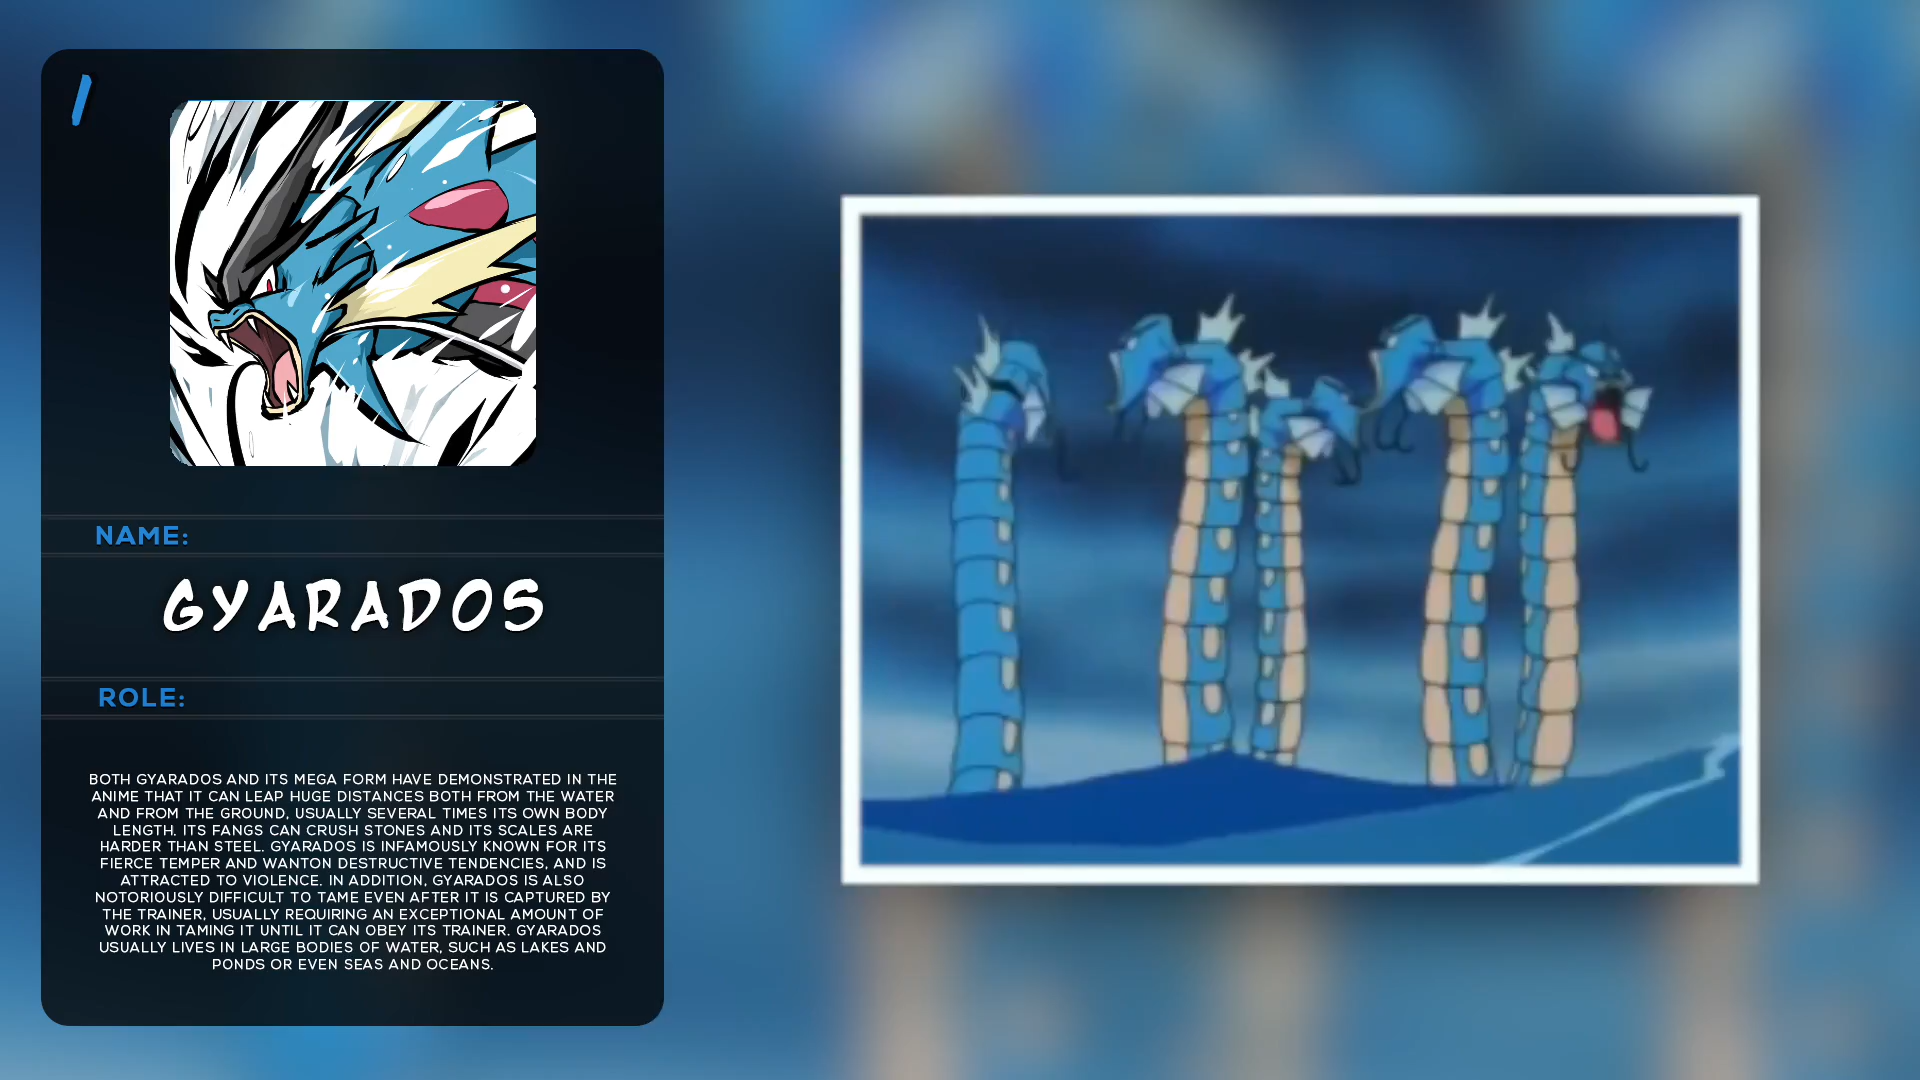 1
NAME:
GYARADOS
ROLE:
BOTH GYARADOS AND ITS MEGA FORM HAVE DEMONSTRATED IN THE
ANIME THAT IT CAN LEAP HUGE DISTANCES BOTH FROM THE WATER
AND FROM THE GROUND, USUALLY SEVERAL TIMES ITS OWN BODY
LENGTH. ITS FANGS CAN CRUSH STONES AND ITS SCALES ARE
HARDER THAN STEEL. GYARADOS IS INFAMOUSLY KNOWN FOR ITS
FIERCE TEMPER AND WANTON DESTRUCTIVE TENDENCIES, AND IS
ATTRACTED TO VIOLENCE. IN ADDITION, GYARADOS IS ALSO
NOTORIOUSLY DIFFICULT TO TAME EVEN AFTER IT IS CAPTURED BY
THE TRAINER, USUALLY REQUIRING AN EXCEPTIONAL AMOUNT OF
WORK IN TAMING IT UNTIL IT CAN OBEY ITS TRAINER. GYARADOS
USUALLY LIVES IN LARGE BODIES OF WATER, SUCH AS LAKES AND
PONDS OR EVEN SEAS AND OCEANS.